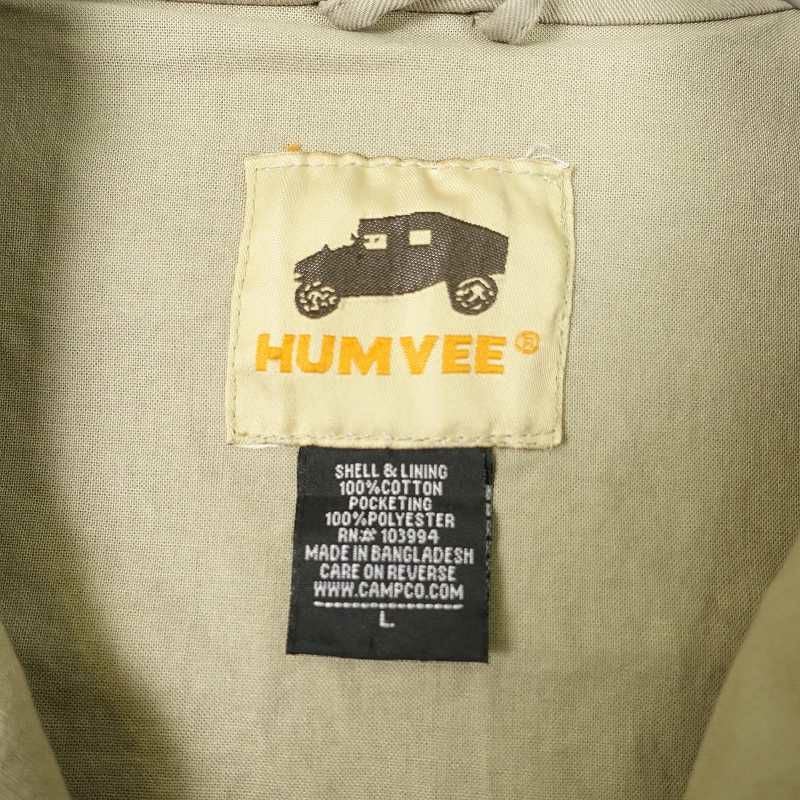 HUMVEE®
SHELL & LINING
100%COTTON
POCKETING
100%POLYESTER
RN# 103994
MADE IN BANGLADESH
CARE ON REVERSE
WWW.CAMPCO.COM
L